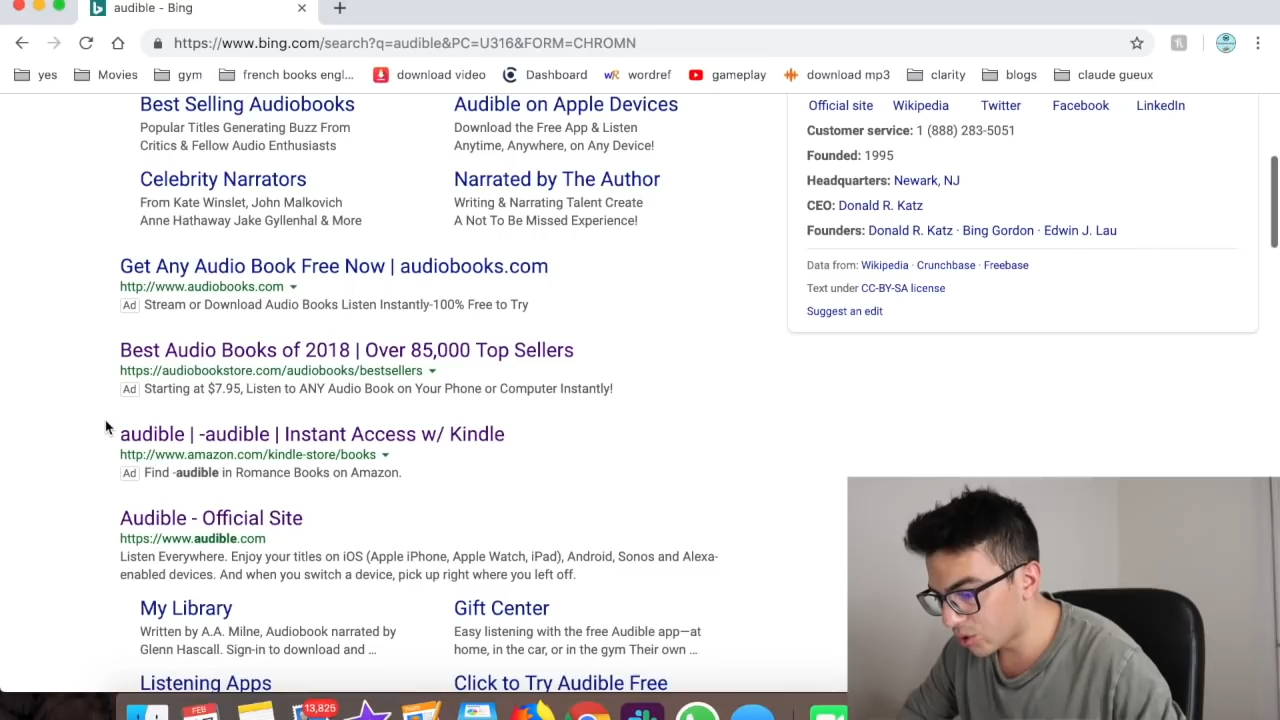 audible - Bing
https://www.bing.com/search?q=audible&PC=U316&FORM=CHROMN
yes
Movies
gym
french books engl...
download video
Dashboard
wordref
gameplay
download mp3
clarity
blogs
claude gueux
Best Selling Audiobooks
Popular Titles Generating Buzz From
Critics & Fellow Audio Enthusiasts
Audible on Apple Devices
Download the Free App & Listen
Anytime, Anywhere, on Any Device!
Celebrity Narrators
From Kate Winslet, John Malkovich
Anne Hathaway Jake Gyllenhal & More
Narrated by The Author
Writing & Narrating Talent Create
A Not To Be Missed Experience!
Get Any Audio Book Free Now | audiobooks.com
http://www.audiobooks.com
Ad Stream or Download Audio Books Listen Instantly-100% Free to Try
Best Audio Books of 2018 | Over 85,000 Top Sellers
https://audiobookstore.com/audiobooks/bestsellers
Ad Starting at $7.95, Listen to ANY Audio Book on Your Phone or Computer Instantly!
audible | -audible | Instant Access w/ Kindle
http://www.amazon.com/kindle-store/books
Ad Find -audible in Romance Books on Amazon.
Audible - Official Site
https://www.audible.com
Listen Everywhere. Enjoy your titles on iOS (Apple iPhone, Apple Watch, iPad), Android, Sonos and Alexa-
enabled devices. And when you switch a device, pick up right where you left off.
My Library
Written by A.A. Milne, Audiobook narrated by
Glenn Hascall. Sign-in to download and ...
Gift Center
Easy listening with the free Audible app—at
home, in the car, or in the gym Their own ...
Listening Apps
Click to Try Audible Free
Official site
Wikipedia
Twitter
Facebook
LinkedIn
Customer service: 1 (888) 283-5051
Founded: 1995
Headquarters: Newark, NJ
CEO: Donald R. Katz
Founders: Donald R. Katz · Bing Gordon · Edwin J. Lau
Data from: Wikipedia · Crunchbase · Freebase
Text under CC-BY-SA license
Suggest an edit
FEB
13,825